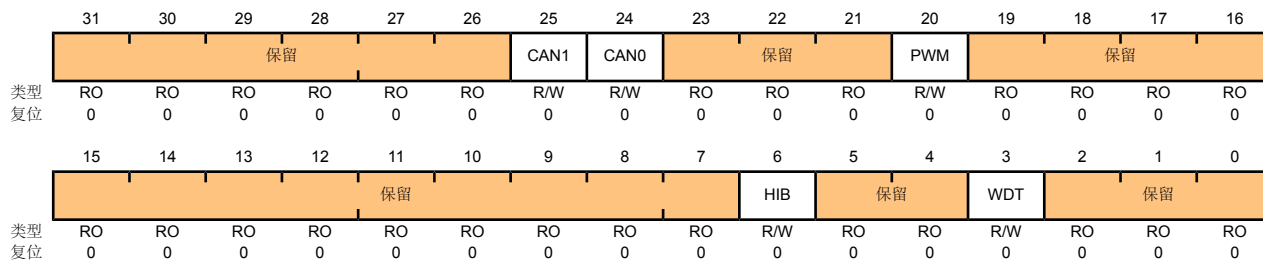 31 30 29 28 27 26 25 24 23 22 21 20 19 18 17 16
保留 CAN1 CAN0 保留 PWM 保留
类型 RO RO RO RO RO RO R/W R/W RO RO RO R/W RO RO RO RO
复位 0 0 0 0 0 0 0 0 0 0 0 0 0 0 0 0
15 14 13 12 11 10 9 8 7 6 5 4 3 2 1 0
保留 HIB 保留 WDT 保留
类型 RO RO RO RO RO RO RO RO RO R/W RO RO R/W RO RO RO
复位 0 0 0 0 0 0 0 0 0 0 0 0 0 0 0 0